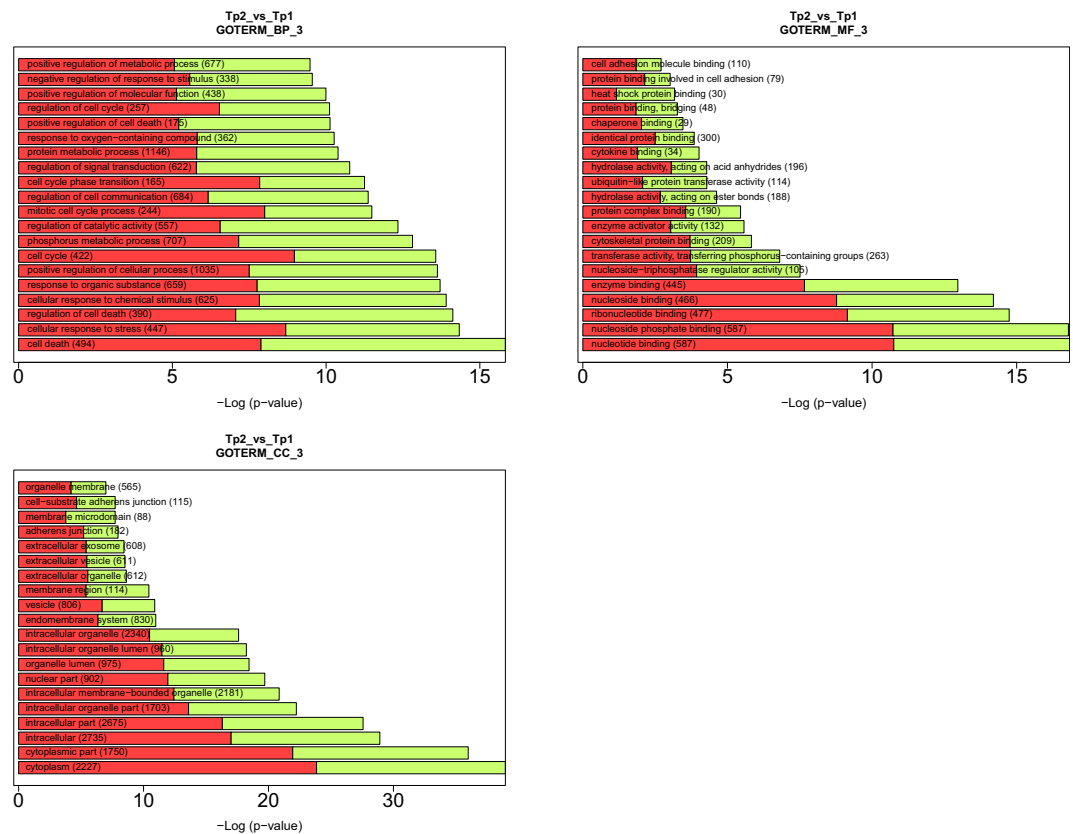 Tp2_vs_Tp1
GOTERM_BP_3
positive regulation of metabolic process (677)
negative regulation of response to stimulus (338)
positive regulation of molecular function (438)
regulation of cell cycle (257)
positive regulation of cell death (175)
response to oxygen−containing compound (362)
protein metabolic process (1146)
regulation of signal transduction (622)
cell cycle phase transition (165)
regulation of cell communication (684)
mitotic cell cycle process (244)
regulation of catalytic activity (557)
phosphorus metabolic process (707)
cell cycle (422)
positive regulation of cellular process (1035)
response to organic substance (659)
cellular response to chemical stimulus (625)
regulation of cell death (390)
cellular response to stress (447)
cell death (494)
0 5 10 15
−Log (p−value)
Tp2_vs_Tp1
GOTERM_MF_3
cell adhesion molecule binding (110)
protein binding involved in cell adhesion (79)
heat shock protein binding (30)
protein binding, bridging (48)
chaperone binding (29)
identical protein binding (300)
cytokine binding (34)
hydrolase activity, acting on acid anhydrides (196)
ubiquitin−like protein transferase activity (114)
hydrolase activity, acting on ester bonds (188)
protein complex binding (190)
enzyme activator activity (132)
cytoskeletal protein binding (209)
transferase activity, transferring phosphorus−containing groups (263)
nucleoside−triphosphatase regulator activity (105)
enzyme binding (445)
nucleoside binding (466)
ribonucleotide binding (477)
nucleoside phosphate binding (587)
nucleotide binding (587)
0 5 10 15
−Log (p−value)
Tp2_vs_Tp1
GOTERM_CC_3
organelle membrane (565)
cell−substrate adherens junction (115)
membrane microdomain (88)
adherens junction (182)
extracellular exosome (608)
extracellular vesicle (611)
extracellular organelle (612)
membrane region (114)
vesicle (806)
endomembrane system (830)
intracellular organelle (2340)
intracellular organelle lumen (960)
organelle lumen (975)
nuclear part (902)
intracellular membrane−bounded organelle (2181)
intracellular organelle part (1703)
intracellular part (2675)
intracellular (2735)
cytoplasmic part (1750)
cytoplasm (2227)
0 10 20 30
−Log (p−value)